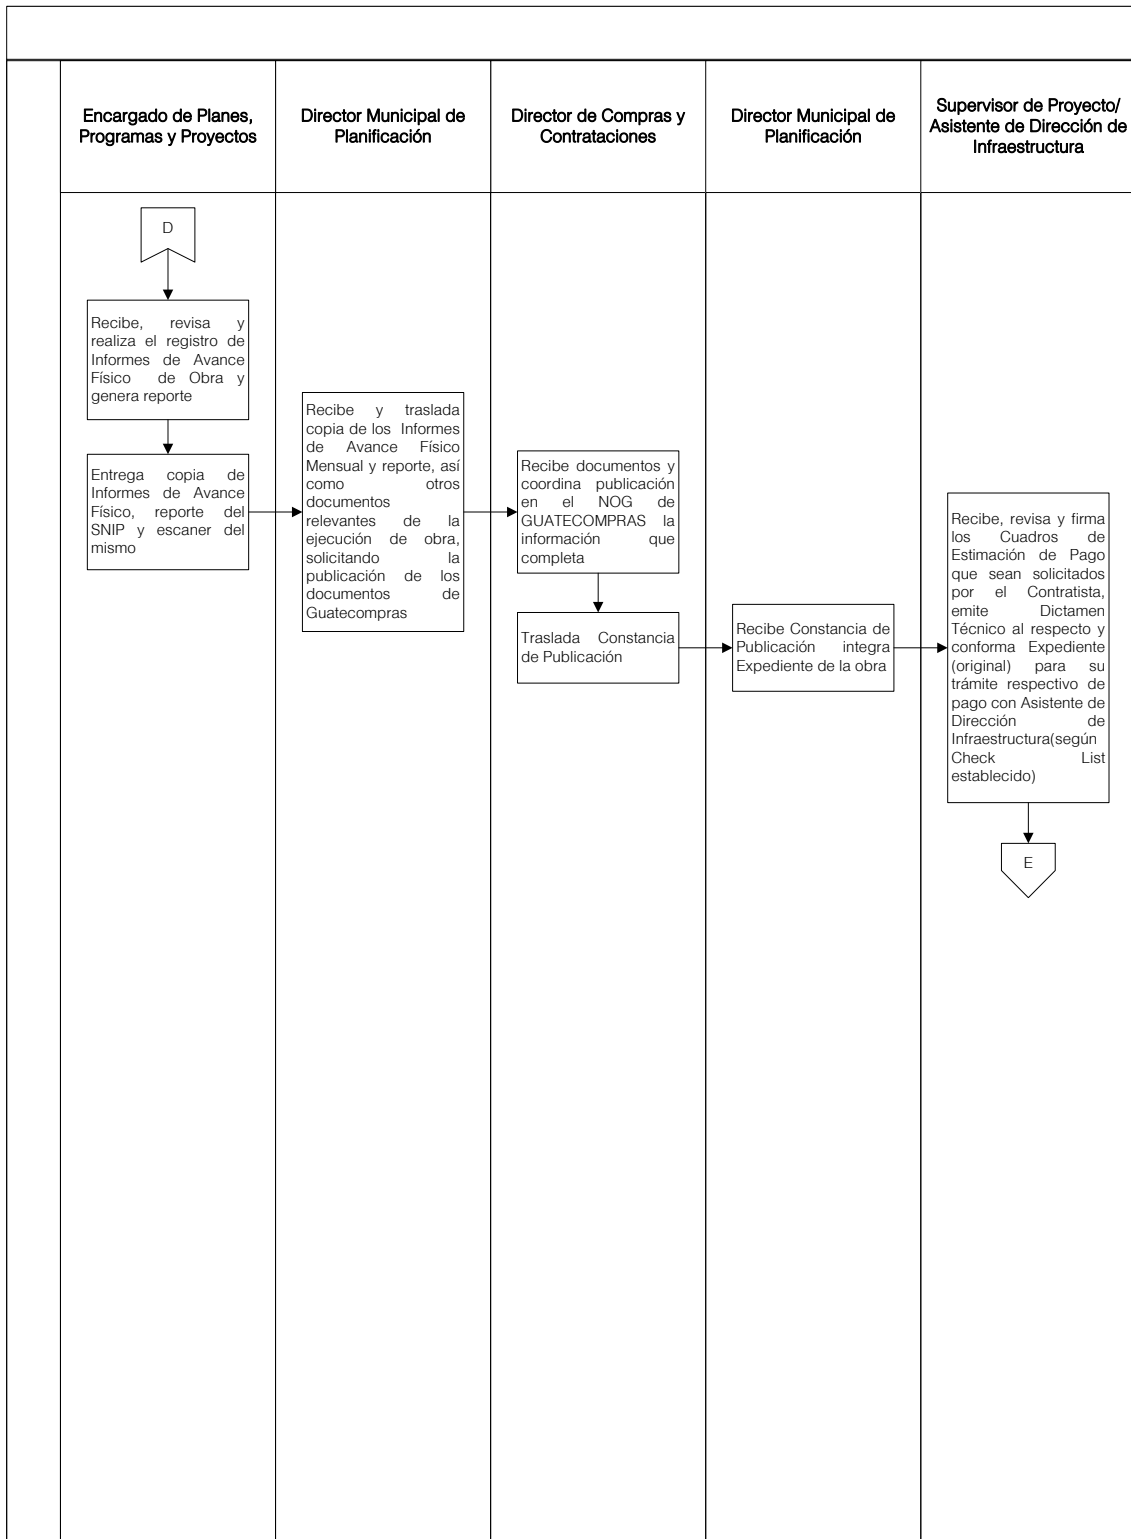 Encargado de Planes,
Programas y Proyectos
Director Municipal de
Planificación
Director de Compras y
Contrataciones
Director Municipal de
Planificación
Supervisor de Proyecto/
Asistente de Dirección de
Infraestructura
D
Recibe, revisa y
realiza el registro de
Informes de Avance
Físico de Obra y
genera reporte
Entrega copia de
Informes de Avance
Físico, reporte del
SNIP y escaner del
mismo
Recibe y traslada
copia de los Informes
de Avance Físico
Mensual y reporte, así
como otros
documentos
relevantes de la
ejecución de obra,
solicitando la
publicación de los
documentos de
Guatecompras
Recibe documentos y
coordina publicación
en el NOG de
GUATECOMPRAS la
información que
completa
Traslada Constancia
de Publicación
Recibe Constancia de
Publicación integra
Expediente de la obra
Recibe, revisa y firma
los Cuadros de
Estimación de Pago
que sean solicitados
por el Contratista,
emite Dictamen
Técnico al respecto y
conforma Expediente
(original) para su
trámite respectivo de
pago con Asistente de
Dirección de
Infraestructura(según
Check List
establecido)
E